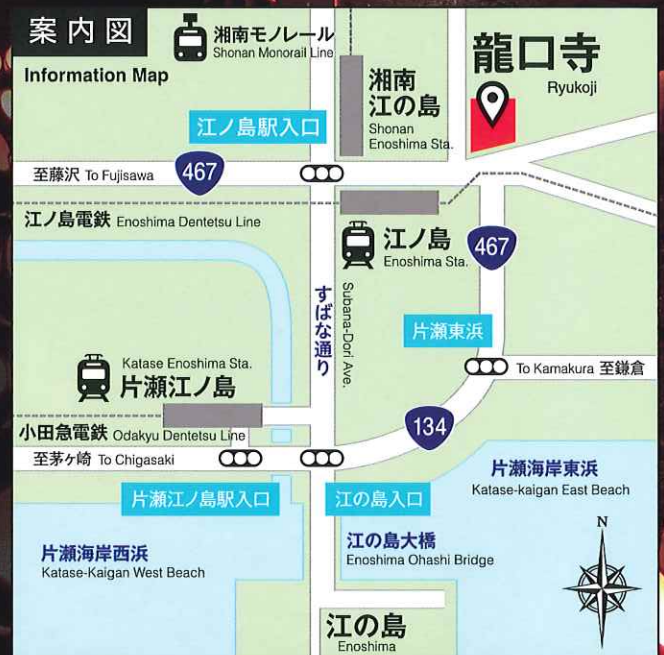 案内図
Information Map
湘南モノレール
Shonan Monorail Line
湘南
江の島
Shonan
Enoshima Sta.
龍口寺
Ryukoji
江ノ島駅入口
至藤沢 To Fujisawa
467
江ノ島電鉄 Enoshima Dentetsu Line
江ノ島
Enoshima Sta.
467
すばな通り
Subana-Dori Ave.
片瀬東浜
To Kamakura 至鎌倉
Katase Enoshima Sta.
片瀬江ノ島
小田急電鉄 Odakyu Dentetsu Line
134
至茅ヶ崎 To Chigasaki
片瀬江ノ島駅入口
江の島入口
片瀬海岸東浜
Katase-kaigan East Beach
片瀬海岸西浜
Katase-Kaigan West Beach
江の島大橋
Enoshima Ohashi Bridge
N
江の島
Enoshima